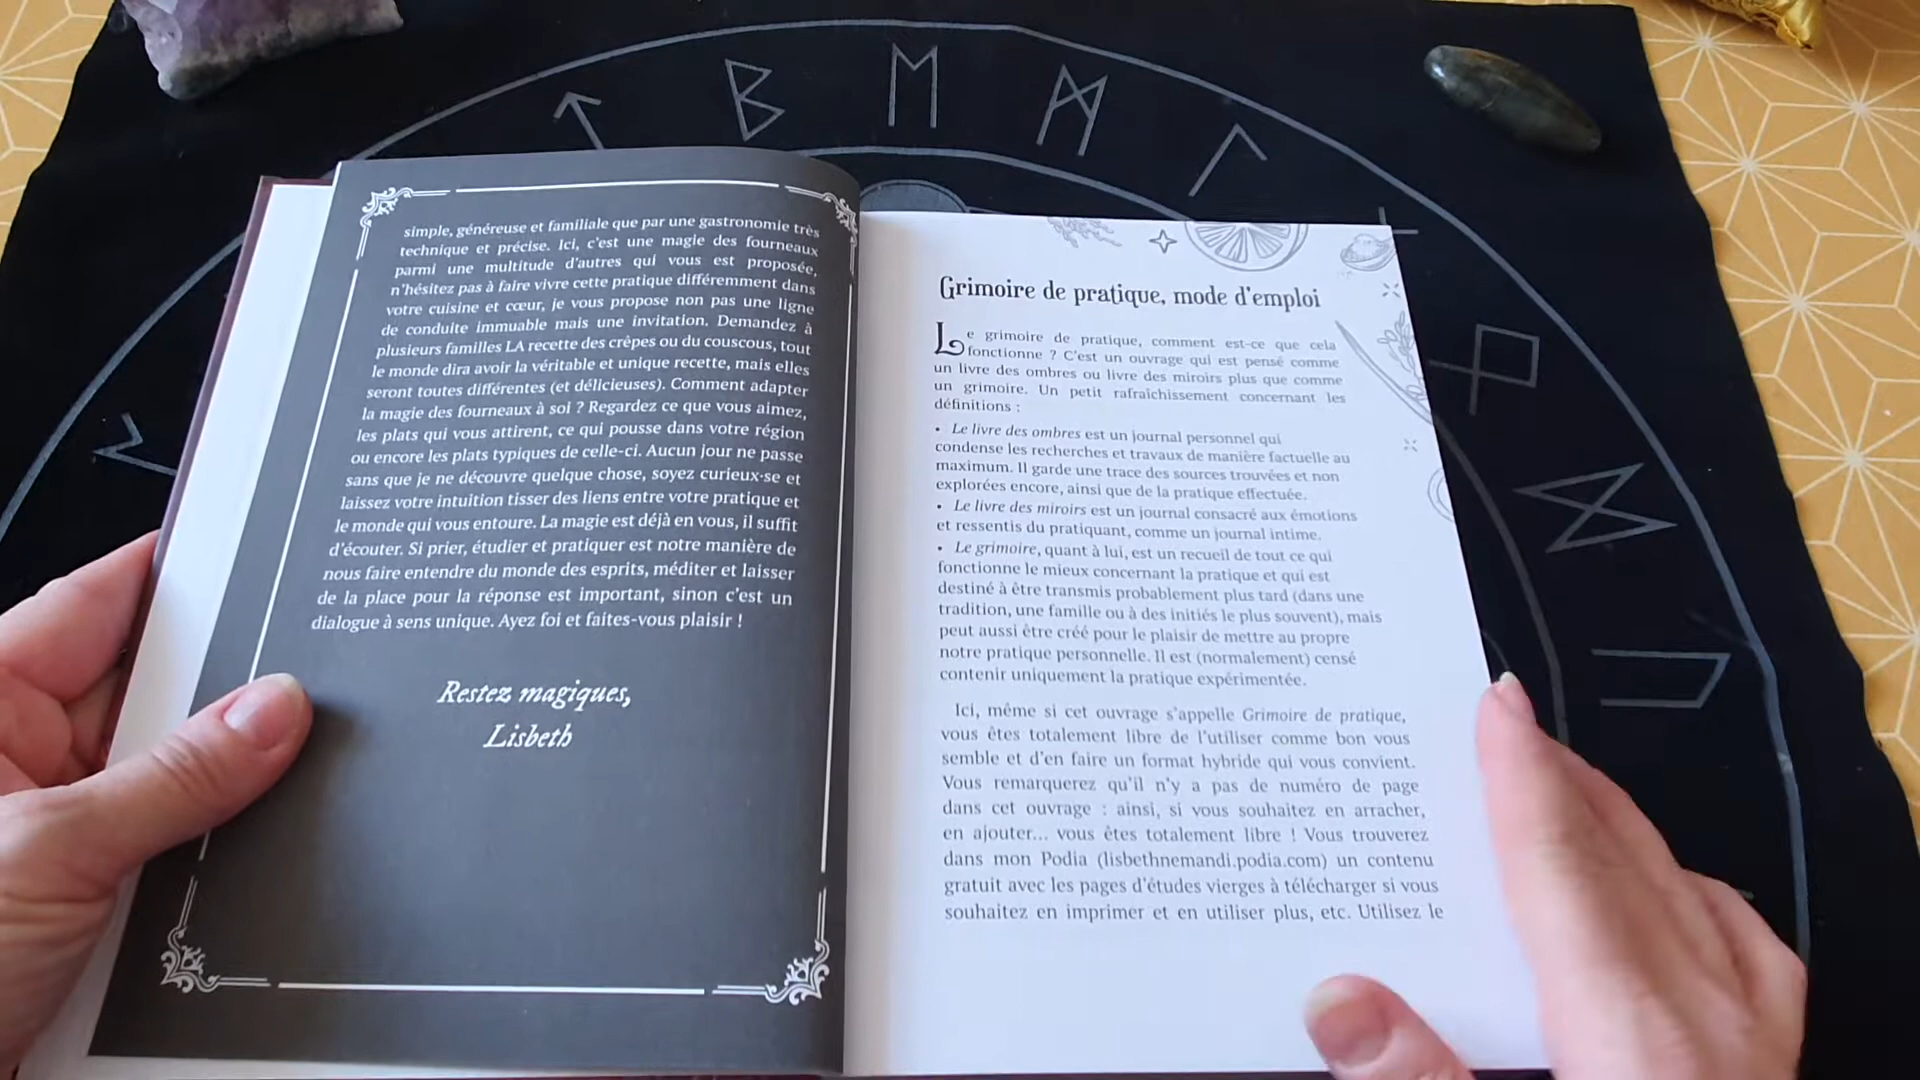 simple, généreuse et familiale que par une gastronomie très
technique et précise. Ici, c'est une magie des fourneaux
parmi une multitude d'autres qui vous est proposée,
n'hésitez pas à faire vivre cette pratique différemment dans
votre cuisine et cœur, je vous propose non pas une ligne
de conduite immuable mais une invitation. Demandez à
plusieurs familles LA recette des crêpes ou du couscous, tout
le monde dira avoir la véritable et unique recette, mais elles
seront toutes différentes (et délicieuses). Comment adapter
la magie des fourneaux à soi ? Regardez ce que vous aimez,
les plats qui vous attirent, ce qui pousse dans votre région
ou encore les plats typiques de celle-ci. Aucun jour ne passe
sans que je ne découvre quelque chose, soyez curieux·se et
laissez votre intuition tisser des liens entre votre pratique et
le monde qui vous entoure. La magie est déjà en vous, il suffit
d'écouter. Si prier, étudier et pratiquer est notre manière de
nous faire entendre du monde des esprits, méditer et laisser
de la place pour la réponse est important, sinon c'est un
dialogue à sens unique. Ayez foi et faites-vous plaisir !
Restez magiques,
Lisbeth
Grimoire de pratique, mode d'emploi
Le grimoire de pratique, comment est-ce que cela
fonctionne ? C'est un ouvrage qui est pensé comme
un livre des ombres ou livre des miroirs plus que comme
un grimoire. Un petit rafraîchissement concernant les
définitions :
• Le livre des ombres est un journal personnel qui
condense les recherches et travaux de manière factuelle au
maximum. Il garde une trace des sources trouvées et non
explorées encore, ainsi que de la pratique effectuée.
• Le livre des miroirs est un journal consacré aux émotions
et ressentis du pratiquant, comme un journal intime.
• Le grimoire, quant à lui, est un recueil de tout ce qui
fonctionne le mieux concernant la pratique et qui est
destiné à être transmis probablement plus tard (dans une
tradition, une famille ou à des initiés le plus souvent), mais
peut aussi être créé pour le plaisir de mettre au propre
notre pratique personnelle. Il est (normalement) censé
contenir uniquement la pratique expérimentée.
Ici, même si cet ouvrage s'appelle Grimoire de pratique,
vous êtes totalement libre de l'utiliser comme bon vous
semble et d'en faire un format hybride qui vous convient.
Vous remarquerez qu'il n'y a pas de numéro de page
dans cet ouvrage : ainsi, si vous souhaitez en arracher,
en ajouter... vous êtes totalement libre ! Vous trouverez
dans mon Podia (lisbethnemandi.podia.com) un contenu
gratuit avec les pages d'études vierges à télécharger si vous
souhaitez en imprimer et en utiliser plus, etc. Utilisez le